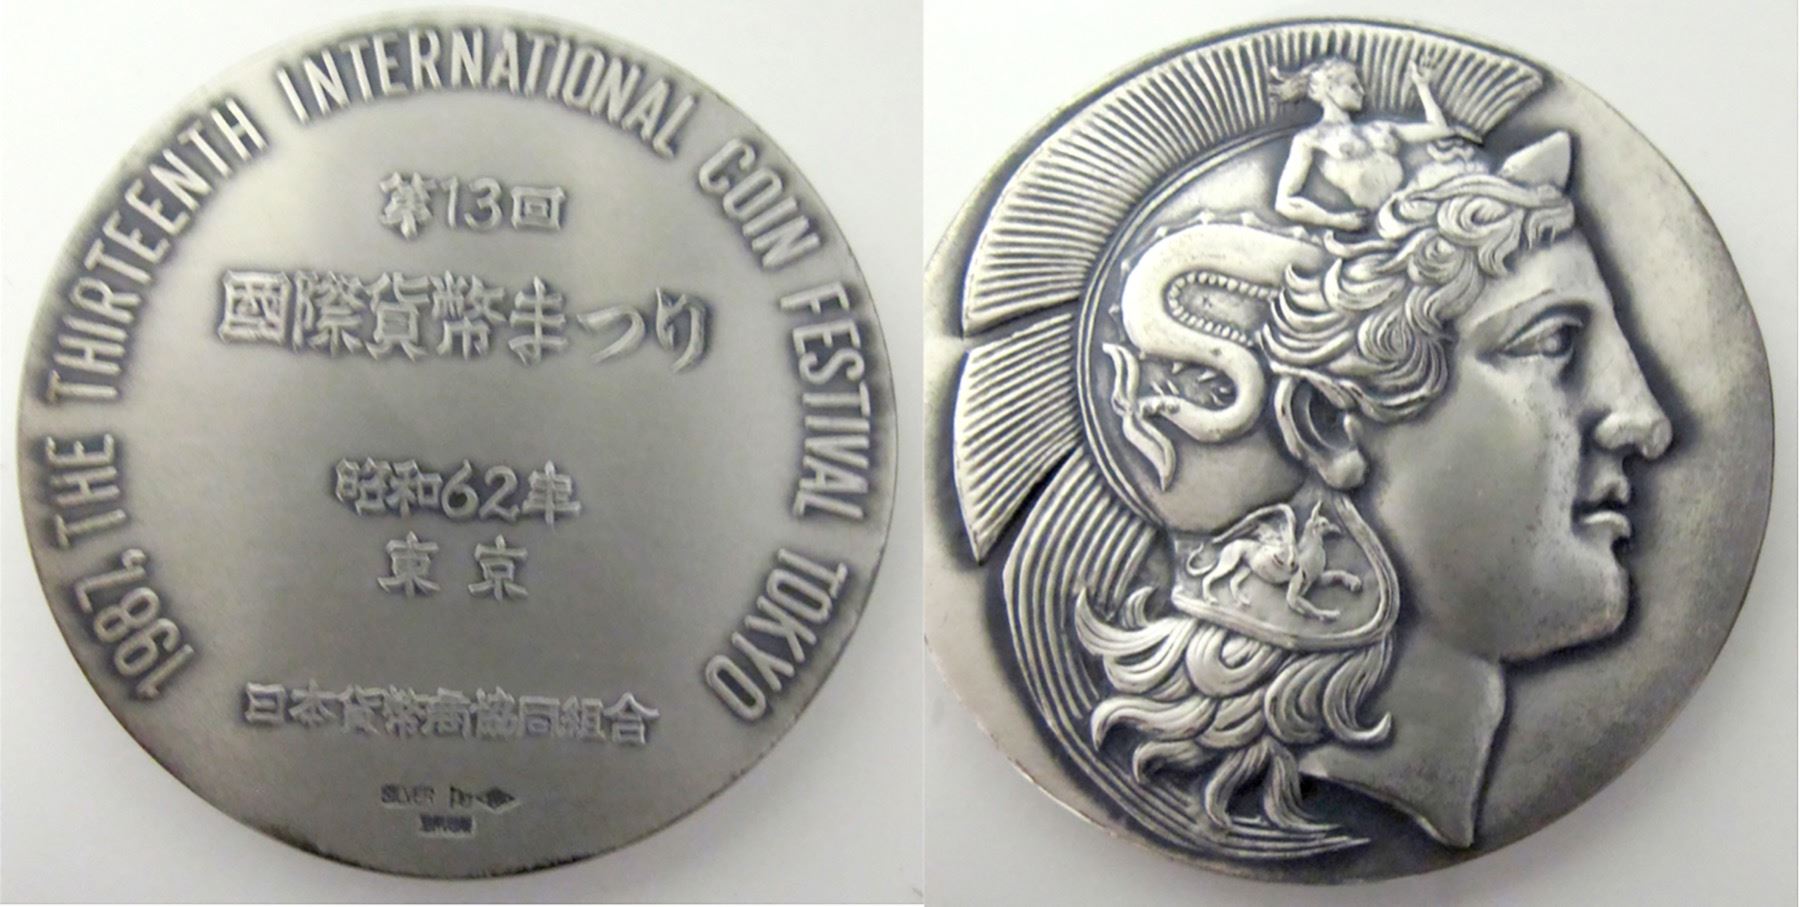 1987, THE THIRTEENTH INTERNATIONAL COIN FESTIVAL TOKYO
第13回
國際貨幣まつり
昭和62年
東京
日本貨幣商協同組合
SILVER